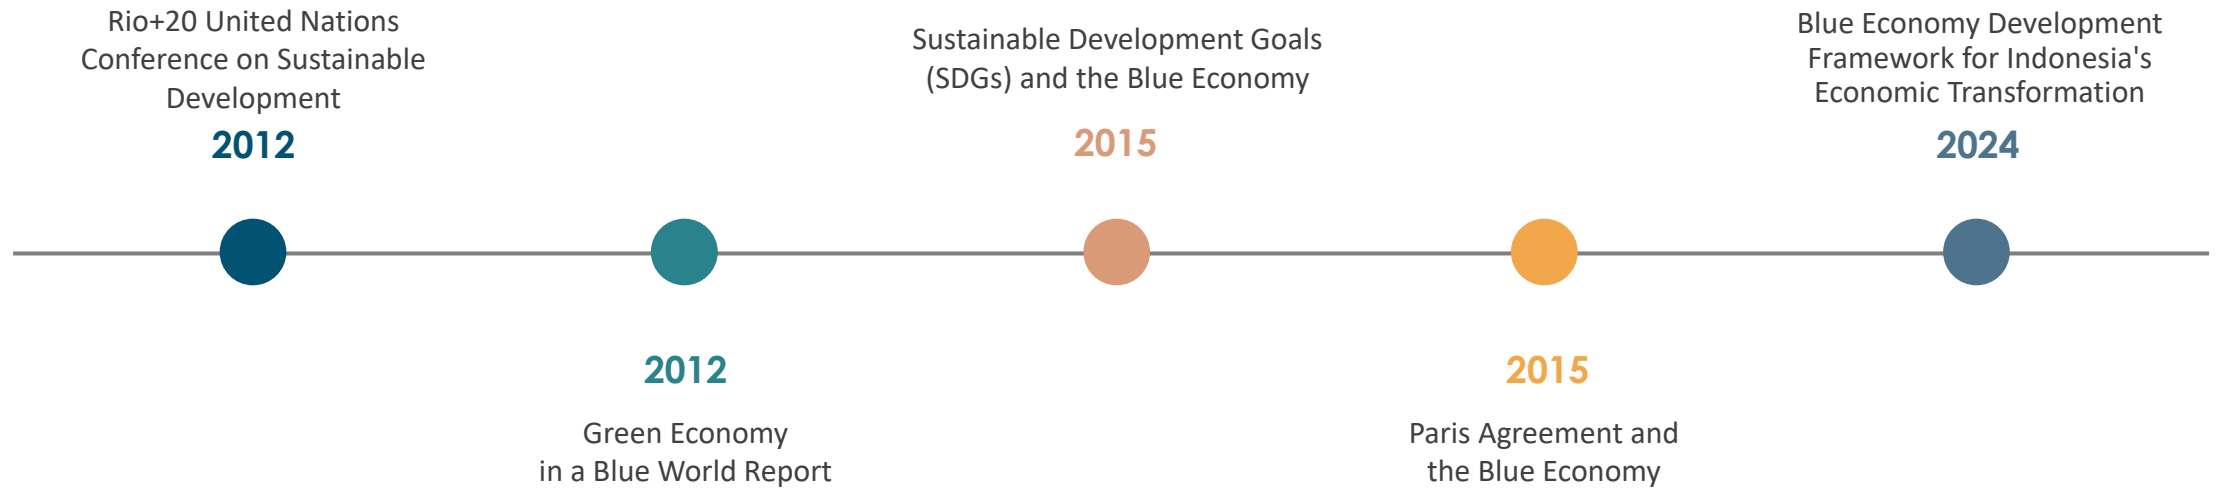 Rio+20 United Nations
Conference on Sustainable
Development
2012
2012
Green Economy
in a Blue World Report
Sustainable Development Goals
(SDGs) and the Blue Economy
2015
2015
Paris Agreement and
the Blue Economy
Blue Economy Development
Framework for Indonesia's
Economic Transformation
2024